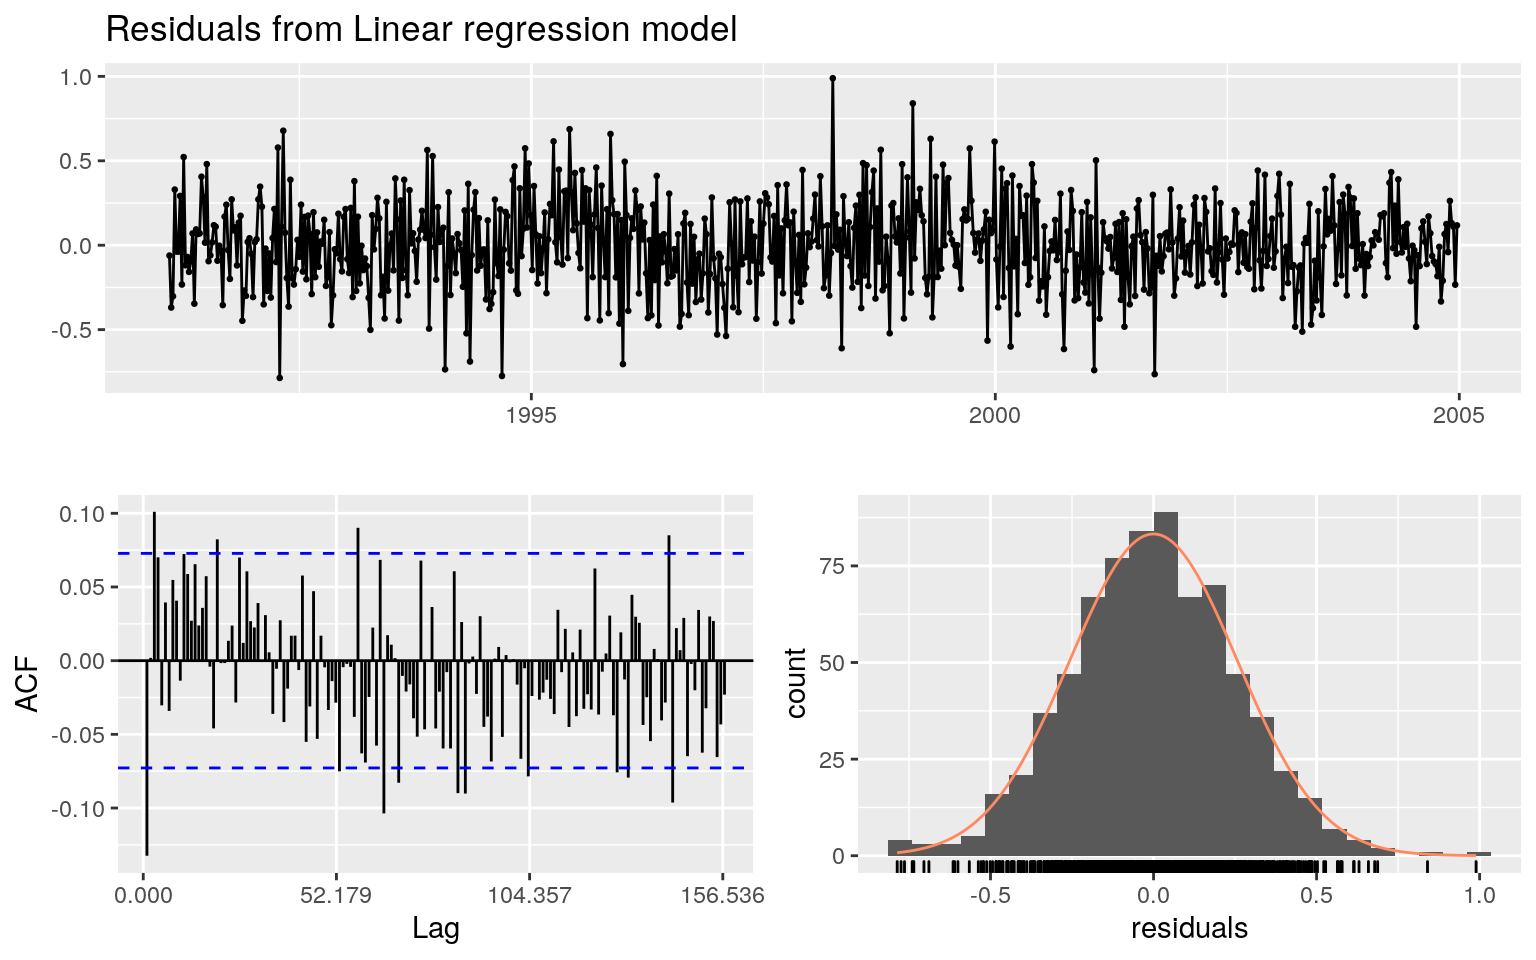 Residuals from Linear regression model
1.0
0.5
0.0
-0.5
1995 2000 2005
ACF
0.10
0.05
0.00
-0.05
-0.10
0.000 52.179 104.357 156.536
Lag
count
75
50
25
0
-0.5 0.0 0.5 1.0
residuals